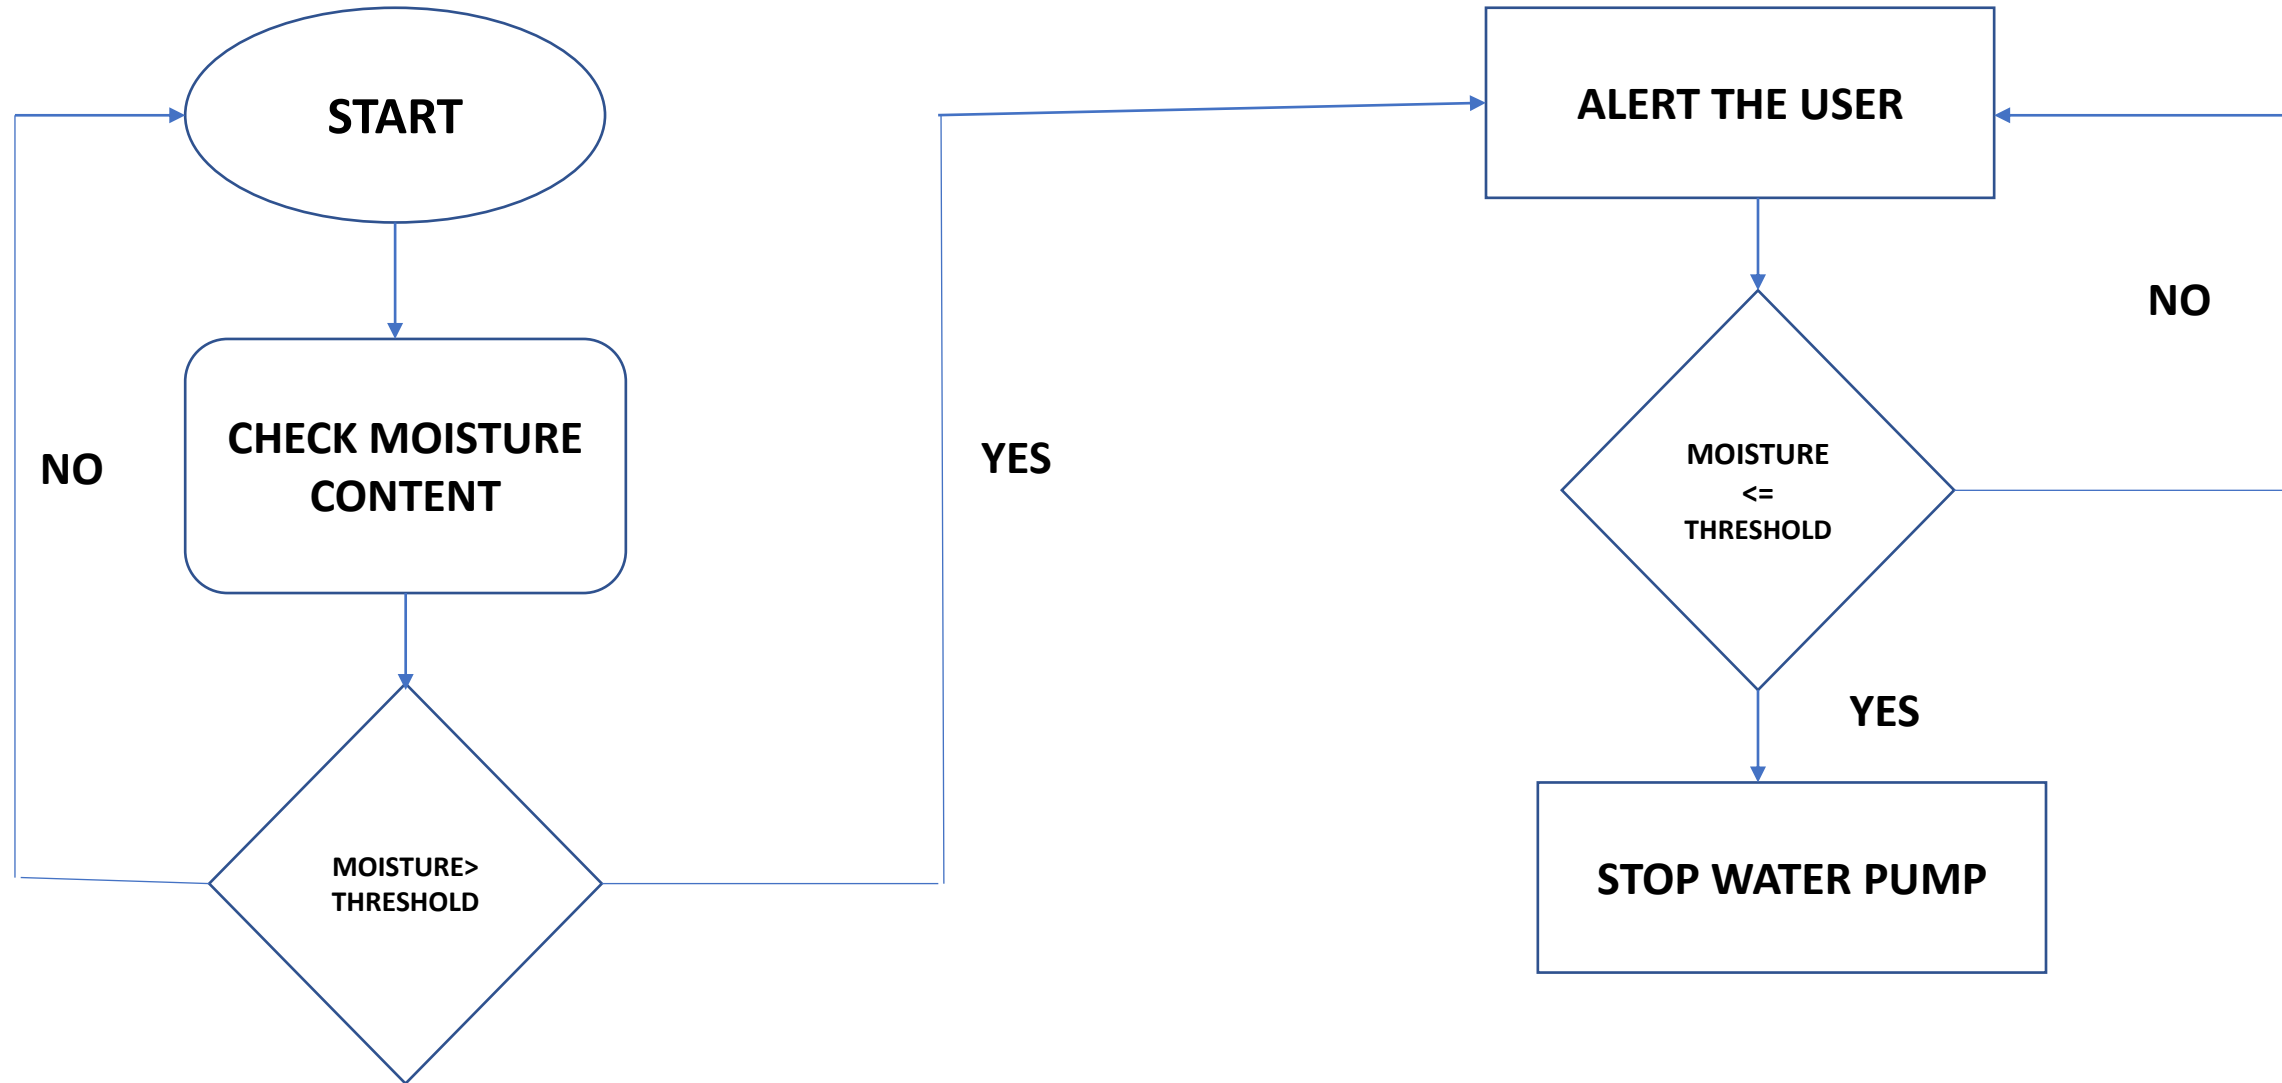 START
CHECK MOISTURE
CONTENT
NO
MOISTURE>
THRESHOLD
YES
ALERT THE USER
NO
MOISTURE
<=
THRESHOLD
YES
STOP WATER PUMP